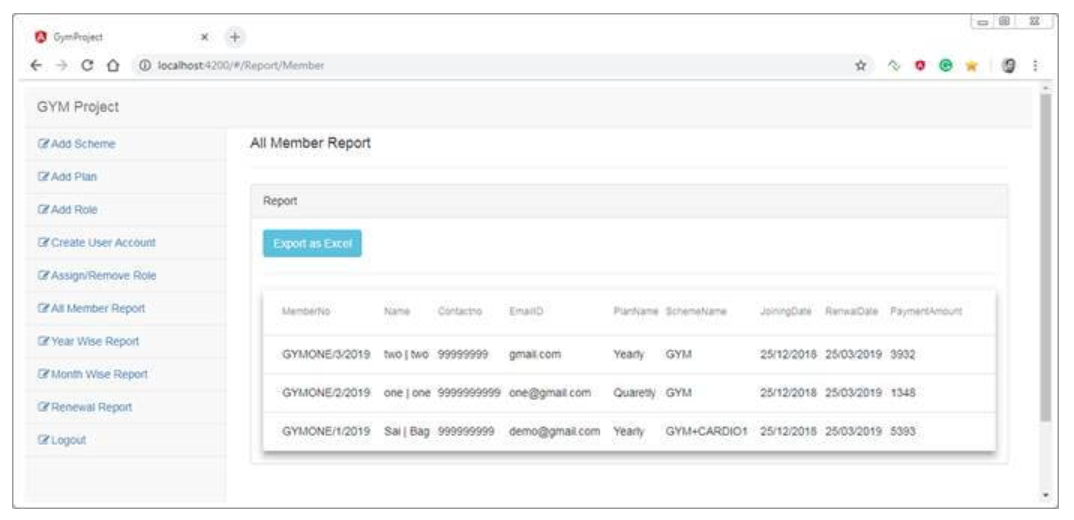 GymProject
localhost:4200/#/Report/Member
GYM Project
Add Scheme
Add Plan
Add Role
Create User Account
Assign/Remove Role
All Member Report
Year Wise Report
Month Wise Report
Renewal Report
Logout
All Member Report
Report
Export as Excel
MemberNo Name Contactno EmailID PlanName SchemeName JoiningDate RenwalDate PaymentAmount
GYMONE/3/2019 two | two 99999999 gmail.com Yearly GYM 25/12/2018 25/03/2019 3932
GYMONE/2/2019 one | one 9999999999 one@gmail.com Quaretly GYM 25/12/2018 25/03/2019 1348
GYMONE/1/2019 Sai | Bag 999999999 demo@gmail.com Yearly GYM+CARDIO1 25/12/2018 25/03/2019 5393